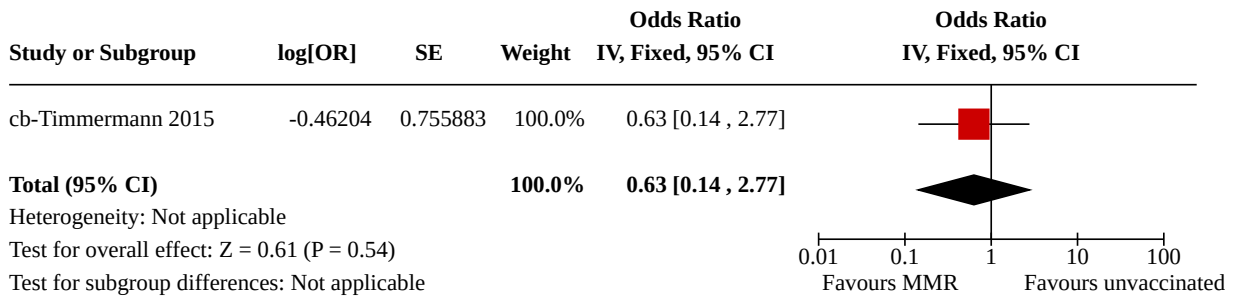 Odds Ratio Odds Ratio
Study or Subgroup log[OR] SE Weight IV, Fixed, 95% CI IV, Fixed, 95% CI
cb-Timmermann 2015 -0.46204 0.755883 100.0% 0.63 [0.14 , 2.77]
Total (95% CI) 100.0% 0.63 [0.14 , 2.77]
Heterogeneity: Not applicable
Test for overall effect: Z = 0.61 (P = 0.54)
0.01 0.1 1 10 100
Test for subgroup differences: Not applicable Favours MMR Favours unvaccinated